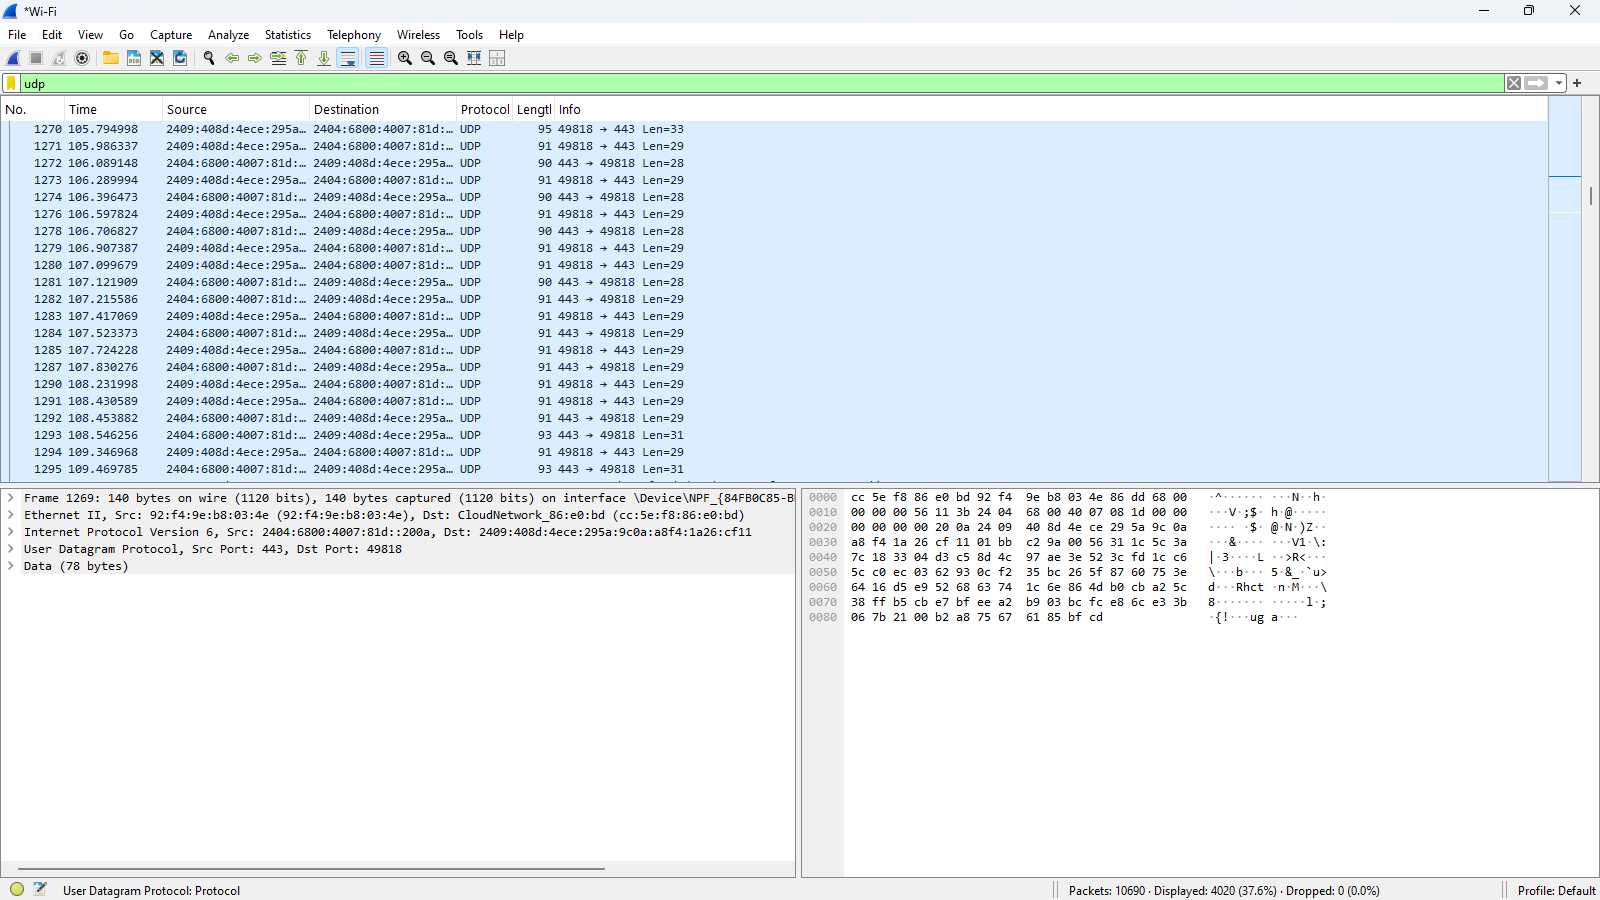 *Wi-Fi
File Edit View Go Capture Analyze Statistics Telephony Wireless Tools Help
udp
No. Time Source Destination Protocol Lengtl Info
1270 105.794998 2409:408d:4ece:295a… 2404:6800:4007:81d:… UDP 95 49818 → 443 Len=33
1271 105.986337 2409:408d:4ece:295a… 2404:6800:4007:81d:… UDP 91 49818 → 443 Len=29
1272 106.089148 2404:6800:4007:81d:… 2409:408d:4ece:295a… UDP 90 443 → 49818 Len=28
1273 106.289994 2409:408d:4ece:295a… 2404:6800:4007:81d:… UDP 91 49818 → 443 Len=29
1274 106.396473 2404:6800:4007:81d:… 2409:408d:4ece:295a… UDP 90 443 → 49818 Len=28
1276 106.597824 2409:408d:4ece:295a… 2404:6800:4007:81d:… UDP 91 49818 → 443 Len=29
1278 106.706827 2404:6800:4007:81d:… 2409:408d:4ece:295a… UDP 90 443 → 49818 Len=28
1279 106.907387 2409:408d:4ece:295a… 2404:6800:4007:81d:… UDP 91 49818 → 443 Len=29
1280 107.099679 2409:408d:4ece:295a… 2404:6800:4007:81d:… UDP 91 49818 → 443 Len=29
1281 107.121909 2404:6800:4007:81d:… 2409:408d:4ece:295a… UDP 90 443 → 49818 Len=28
1282 107.215586 2404:6800:4007:81d:… 2409:408d:4ece:295a… UDP 91 443 → 49818 Len=29
1283 107.417069 2409:408d:4ece:295a… 2404:6800:4007:81d:… UDP 91 49818 → 443 Len=29
1284 107.523373 2404:6800:4007:81d:… 2409:408d:4ece:295a… UDP 91 443 → 49818 Len=29
1285 107.724228 2409:408d:4ece:295a… 2404:6800:4007:81d:… UDP 91 49818 → 443 Len=29
1287 107.830276 2404:6800:4007:81d:… 2409:408d:4ece:295a… UDP 91 443 → 49818 Len=29
1290 108.231998 2409:408d:4ece:295a… 2404:6800:4007:81d:… UDP 91 49818 → 443 Len=29
1291 108.430589 2409:408d:4ece:295a… 2404:6800:4007:81d:… UDP 91 49818 → 443 Len=29
1292 108.453882 2404:6800:4007:81d:… 2409:408d:4ece:295a… UDP 91 443 → 49818 Len=29
1293 108.546256 2404:6800:4007:81d:… 2409:408d:4ece:295a… UDP 93 443 → 49818 Len=31
1294 109.346968 2409:408d:4ece:295a… 2404:6800:4007:81d:… UDP 91 49818 → 443 Len=29
1295 109.469785 2404:6800:4007:81d:… 2409:408d:4ece:295a… UDP 93 443 → 49818 Len=31
Frame 1269: 140 bytes on wire (1120 bits), 140 bytes captured (1120 bits) on interface \Device\NPF_{84FB0C85-B
Ethernet II, Src: 92:f4:9e:b8:03:4e (92:f4:9e:b8:03:4e), Dst: CloudNetwork_86:e0:bd (cc:5e:f8:86:e0:bd)
Internet Protocol Version 6, Src: 2404:6800:4007:81d::200a, Dst: 2409:408d:4ece:295a:9c0a:a8f4:1a26:cf11
User Datagram Protocol, Src Port: 443, Dst Port: 49818
Data (78 bytes)
0000 cc 5e f8 86 e0 bd 92 f4 9e b8 03 4e 86 dd 68 00 ·^······ ···N··h·
0010 00 00 00 56 11 3b 24 04 68 00 40 07 08 1d 00 00 ···V·;$· h·@·····
0020 00 00 00 00 20 0a 24 09 40 8d 4e ce 29 5a 9c 0a ···· ·$· @·N·)Z··
0030 a8 f4 1a 26 cf 11 01 bb c2 9a 00 56 31 1c 5c 3a ···&···· ···V1·\:
0040 7c 18 33 04 d3 c5 8d 4c 97 ae 3e 52 3c fd 1c c6 |·3····L ··>R<···
0050 5c c0 ec 03 62 93 0c f2 35 bc 26 5f 87 60 75 3e \···b··· 5·&_·`u>
0060 64 16 d5 e9 52 68 63 74 1c 6e 86 4d b0 cb a2 5c d···Rhct ·n·M···\
0070 38 ff b5 cb e7 bf ee a2 b9 03 bc fc e8 6c e3 3b 8······· ·····l·;
0080 06 7b 21 00 b2 a8 75 67 61 85 bf cd ·{!···ug a···
User Datagram Protocol: Protocol
Packets: 10690 · Displayed: 4020 (37.6%) · Dropped: 0 (0.0%)
Profile: Default